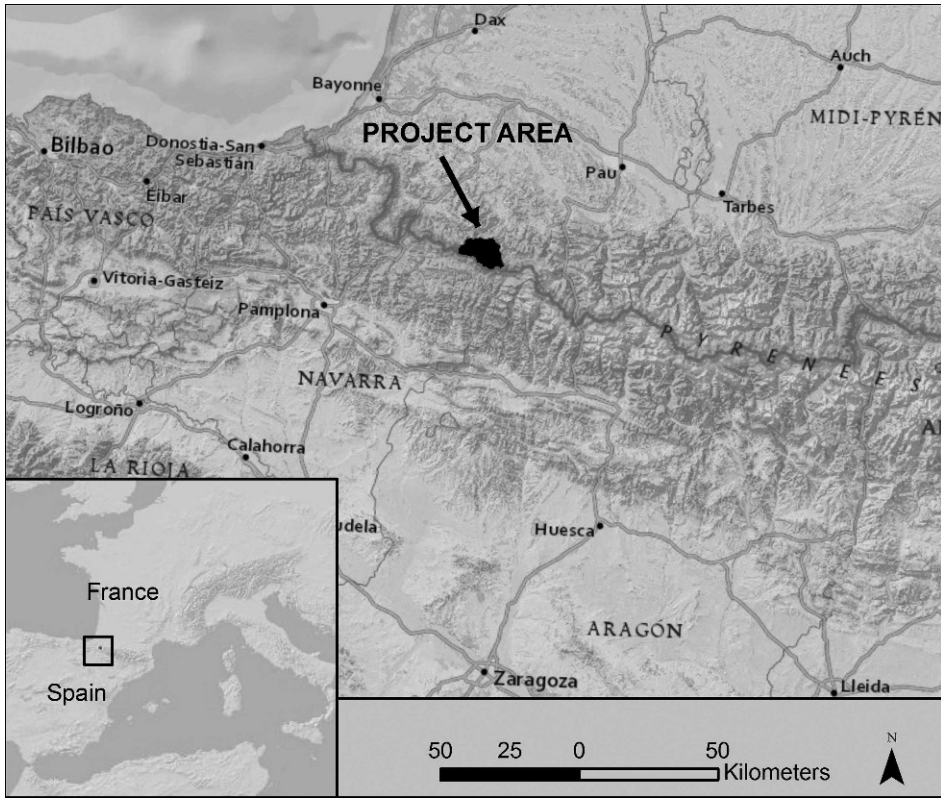 Dax
Auch
Bayonne
MIDI-PYRÉN
PROJECT AREA
Donostia-San
Sebastián
Bilbao
Pau
Eibar
Tarbes
PAÍS VASCO
Vitoria-Gasteiz
Pamplona
PYRENEES
NAVARRA
Logroño
A
Calahorra
LA RIOJA
udela
Huesca
France
ARAGÓN
Spain
Zaragoza
Lleida
50 25 0 50
Kilometers
N